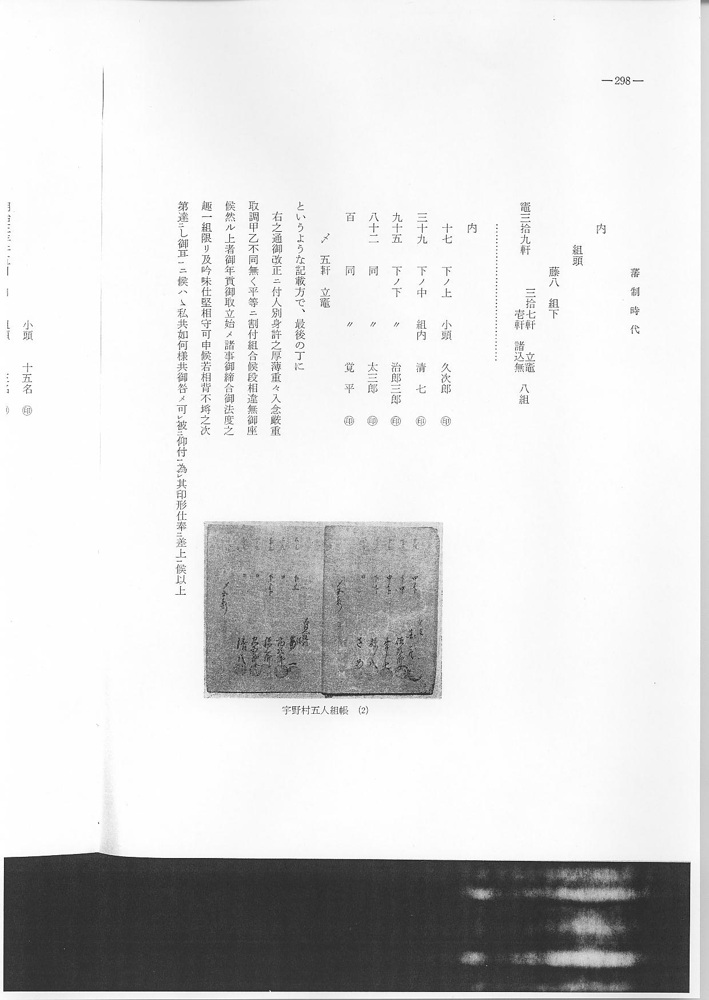 ―298―
藩制時代
内
組頭
藤八 組下
竈三拾九軒 三拾七軒 立竈 八組
壱軒 諸込無
……………………………
内
十七 下ノ上 小頭 久次郎 ㊞
三十九 下ノ中 組内 清七 ㊞
九十五 下ノ下 〃 治郎三郎 ㊞
八十二 同 〃 太三郎 ㊞
百 同 〃 覚平 ㊞
〆 五軒 立竈
というような記載方で、最後の丁に
右之通御改正ニ付人別身許之厚薄重々入念厳重
取調甲乙不同無く平等ニ割付組合候段相違無御座
候然ル上者御年貢御取立始メ諸事御締合御法度之
趣一組限リ及吟味仕堅相守可申候若相背不埓之次
第達ニし御耳一ニ候ハヽ私共如何様共御咎メ可レ被ニ仰付一為レ其印形仕奉ニ差上一候以上
宇野村五人組帳 (2)
小頭 十五名 ㊞